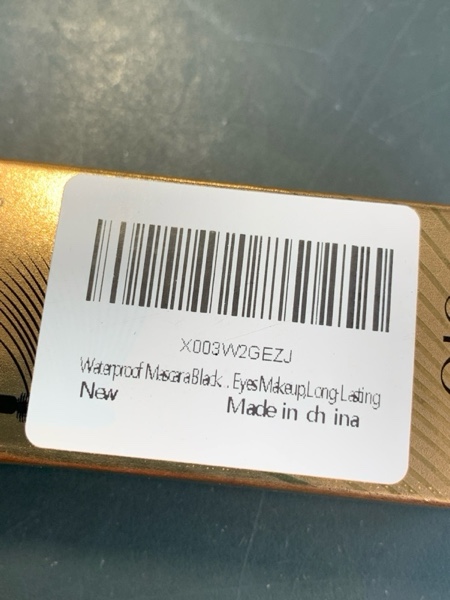 X003W2GEZJ
Waterproof Mascara Black . Eyes Makeup,Long-Lasting
New
Made in ch ina